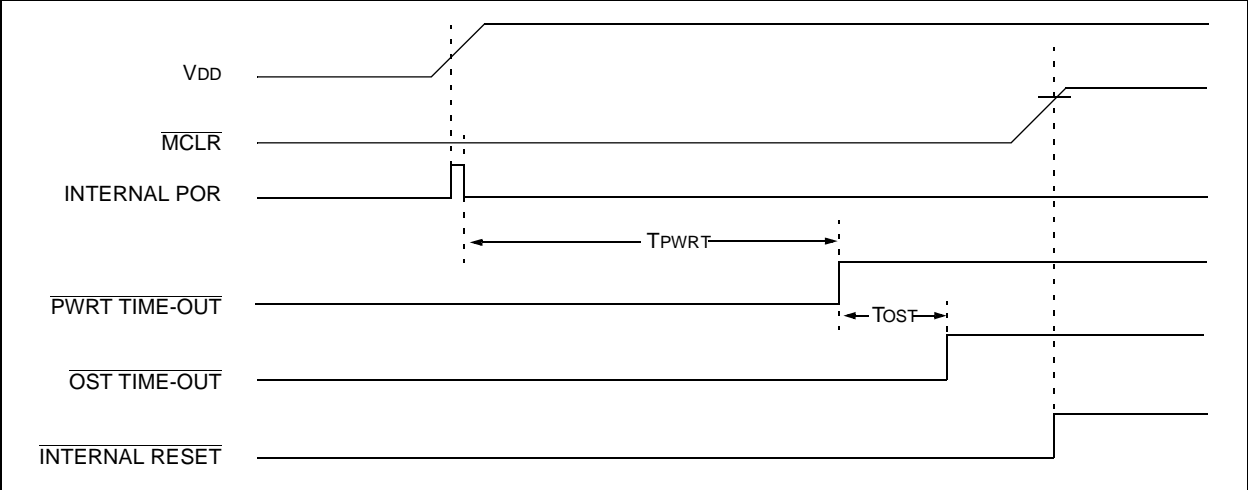 VDD
MCLR
INTERNAL POR
TPWRT
PWRT TIME-OUT
TOST
OST TIME-OUT
INTERNAL RESET